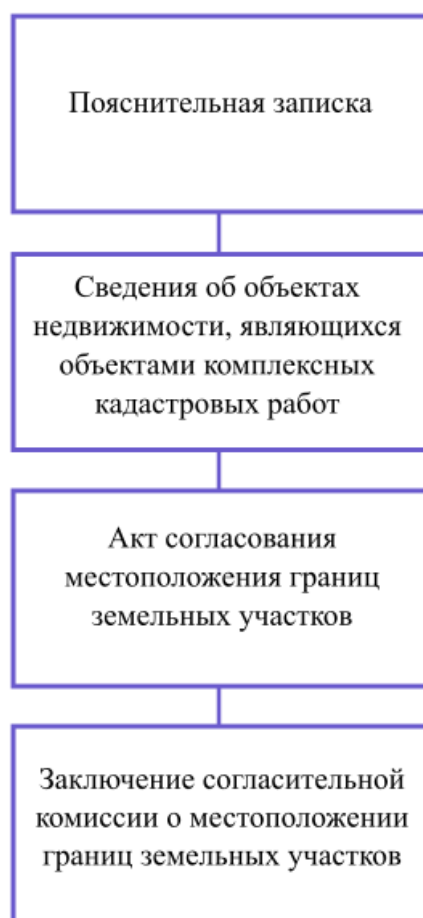 Пояснительная записка
Сведения об объектах
недвижимости, являющихся
объектами комплексных
кадастровых работ
Акт согласования
местоположения границ
земельных участков
Заключение согласительной
комиссии о местоположении
границ земельных участков